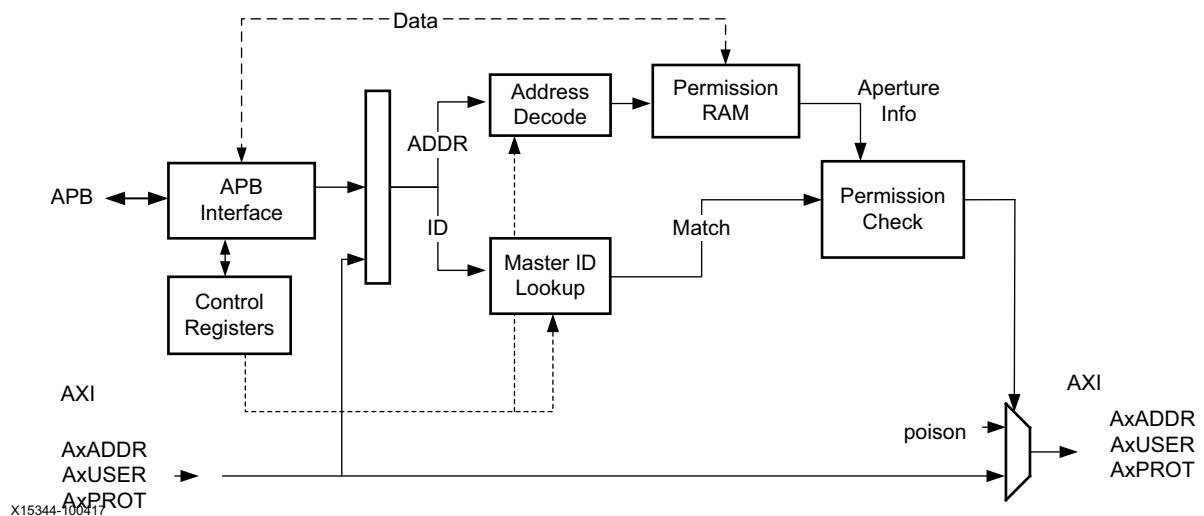 Data
Address
Decode
Permission
RAM
Aperture
Info
ADDR
APB
APB
Interface
Permission
Check
ID
Match
Master ID
Lookup
Control
Registers
AXI
AXI
poison
AxADDR
AxUSER
AxPROT
AxADDR
AxUSER
AxPROT
X15344-100417